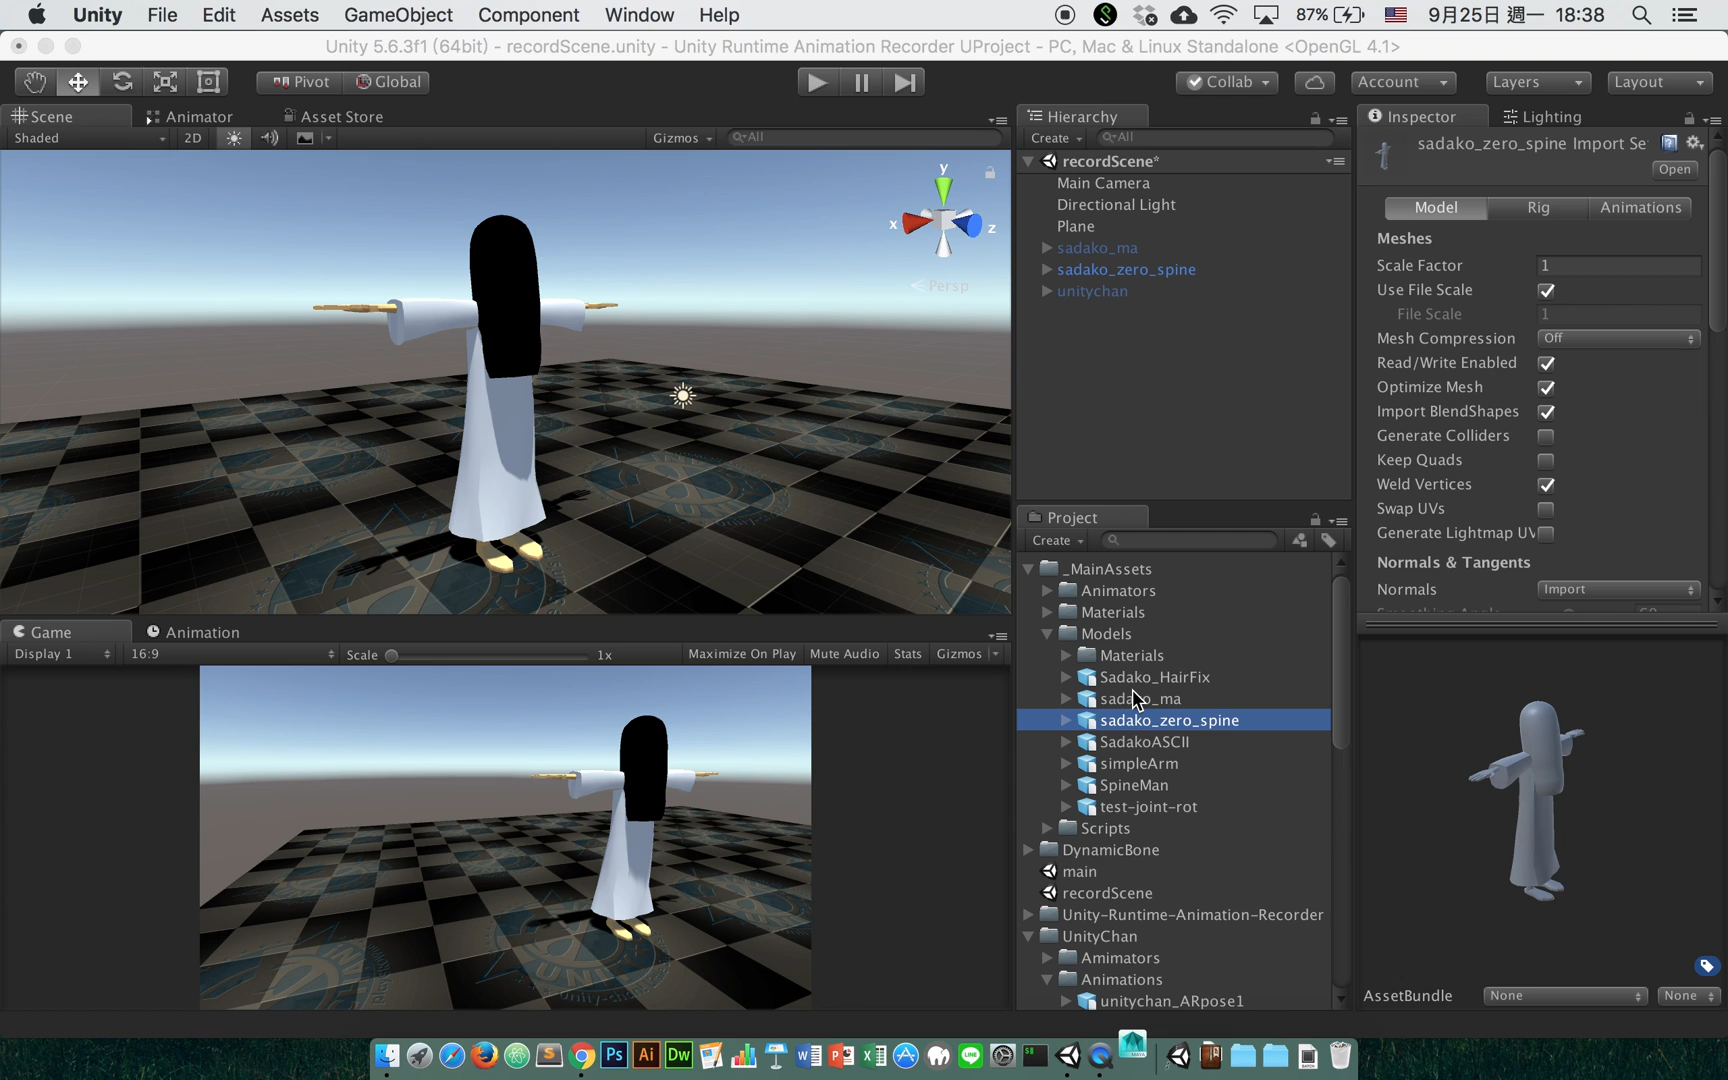 Unity File Edit Assets GameObject Component Window Help 87% 9月25日 週一 18:38
Unity 5.6.3f1 (64bit) - recordScene.unity - Unity Runtime Animation Recorder UProject - PC, Mac & Linux Standalone <OpenGL 4.1>
Pivot Global Collab Account Layers Layout
Scene Animator Asset Store
Shaded 2D Gizmos All
y
x
z
Persp
Hierarchy
Create All
recordScene*
Main Camera
Directional Light
Plane
sadako_ma
sadako_zero_spine
unitychan
Project
Create
_MainAssets
Animators
Materials
Models
Materials
Sadako_HairFix
sadako_ma
sadako_zero_spine
SadakoASCII
simpleArm
SpineMan
test-joint-rot
Scripts
DynamicBone
main
recordScene
Unity-Runtime-Animation-Recorder
UnityChan
Amimators
Animations
unitychan_ARpose1
Inspector Lighting
sadako_zero_spine Import Se
Open
Model Rig Animations
Meshes
Scale Factor 1
Use File Scale
File Scale 1
Mesh Compression Off
Read/Write Enabled
Optimize Mesh
Import BlendShapes
Generate Colliders
Keep Quads
Weld Vertices
Swap UVs
Generate Lightmap UV
Normals & Tangents
Normals Import
AssetBundle None None
Game Animation
Display 1 16:9 Scale 1x Maximize On Play Mute Audio Stats Gizmos
Ps Ai Dw